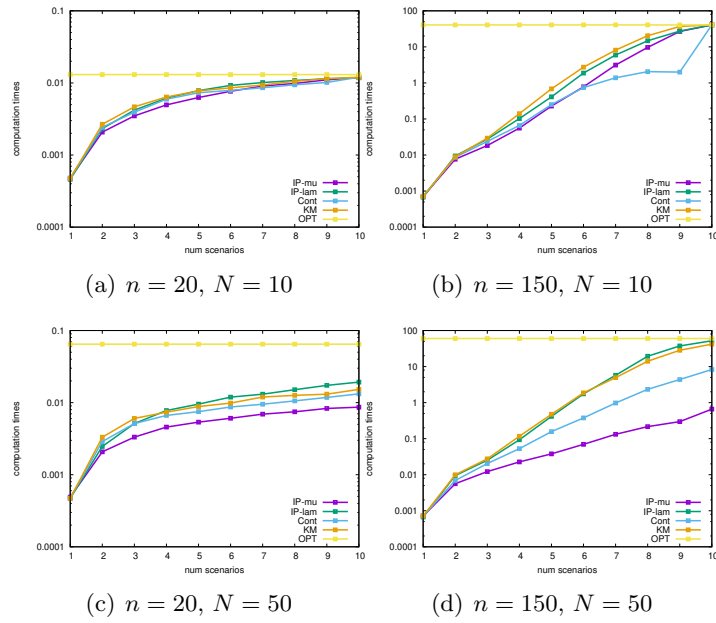 0.1
0.01
0.001
0.0001
computation times
1 2 3 4 5 6 7 8 9 10
num scenarios
IP-mu
IP-lam
Cont
KM
OPT
(a) n = 20, N = 10
100
10
1
0.1
0.01
0.001
0.0001
computation times
1 2 3 4 5 6 7 8 9 10
num scenarios
IP-mu
IP-lam
Cont
KM
OPT
(b) n = 150, N = 10
0.1
0.01
0.001
0.0001
computation times
1 2 3 4 5 6 7 8 9 10
num scenarios
IP-mu
IP-lam
Cont
KM
OPT
(c) n = 20, N = 50
100
10
1
0.1
0.01
0.001
0.0001
computation times
1 2 3 4 5 6 7 8 9 10
num scenarios
IP-mu
IP-lam
Cont
KM
OPT
(d) n = 150, N = 50